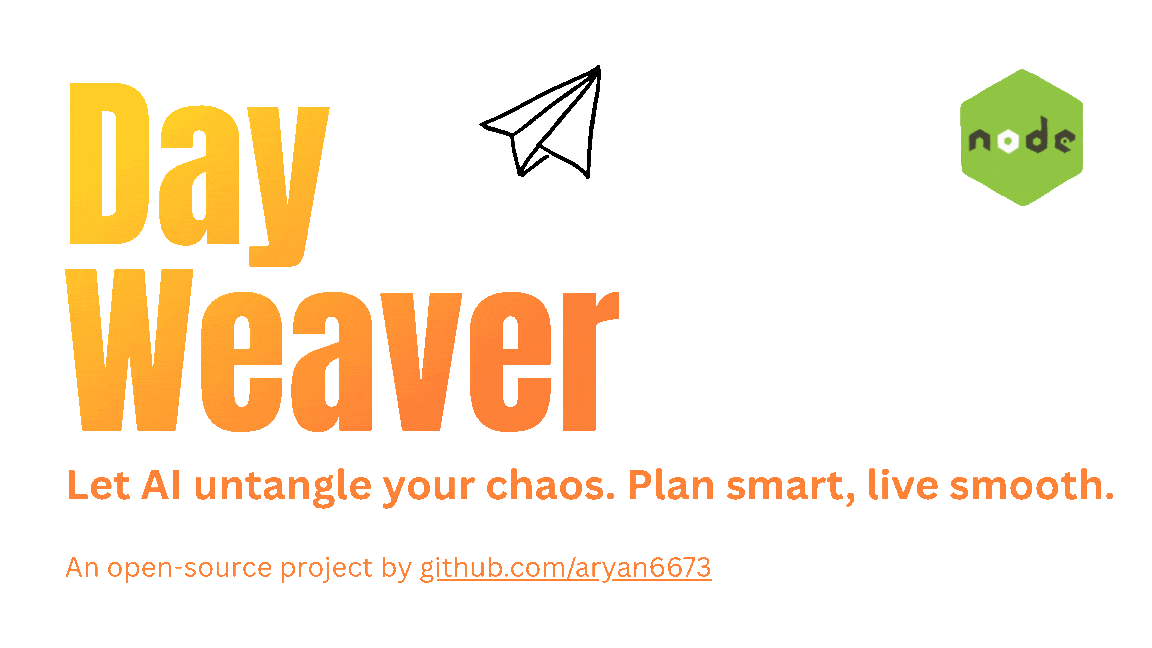 Day
node
Weaver
Let AI untangle your chaos. Plan smart, live smooth.
An open-source project by github.com/aryan6673